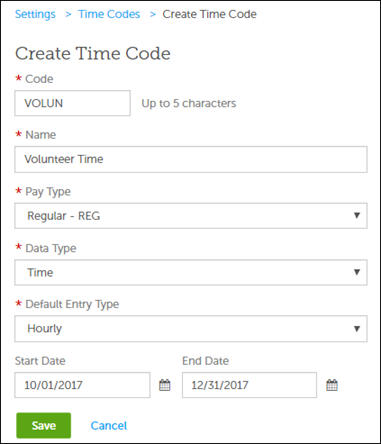 Settings > Time Codes > Create Time Code
Create Time Code
* Code
VOLUN Up to 5 characters
* Name
Volunteer Time
* Pay Type
Regular - REG
* Data Type
Time
* Default Entry Type
Hourly
Start Date End Date
10/01/2017 12/31/2017
Save Cancel